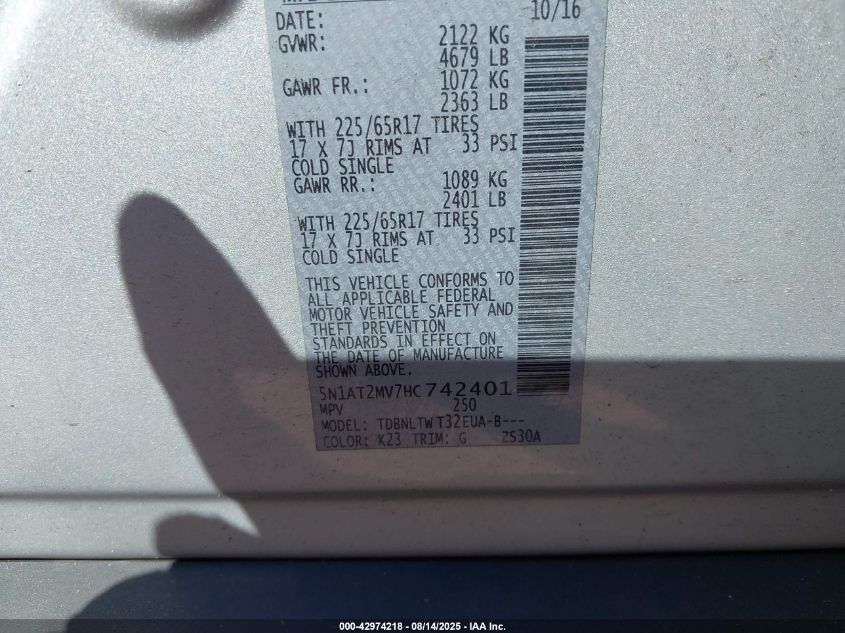 DATE: 10/16
GVWR: 2122 KG
4679 LB
GAWR FR.: 1072 KG
2363 LB
WITH 225/65R17 TIRES
17 X 7J RIMS AT 33 PSI
COLD SINGLE
GAWR RR.: 1089 KG
2401 LB
WITH 225/65R17 TIRES
17 X 7J RIMS AT 33 PSI
COLD SINGLE
THIS VEHICLE CONFORMS TO
ALL APPLICABLE FEDERAL
MOTOR VEHICLE SAFETY AND
THEFT PREVENTION
STANDARDS IN EFFECT ON
THE DATE OF MANUFACTURE
SHOWN ABOVE.
5N1AT2MV7HC742401
MPV 250
MODEL: TDBNLTWT32EUA-B---
COLOR: K23 TRIM: G ZS30A
000-42974218 - 08/14/2025 - IAA Inc.